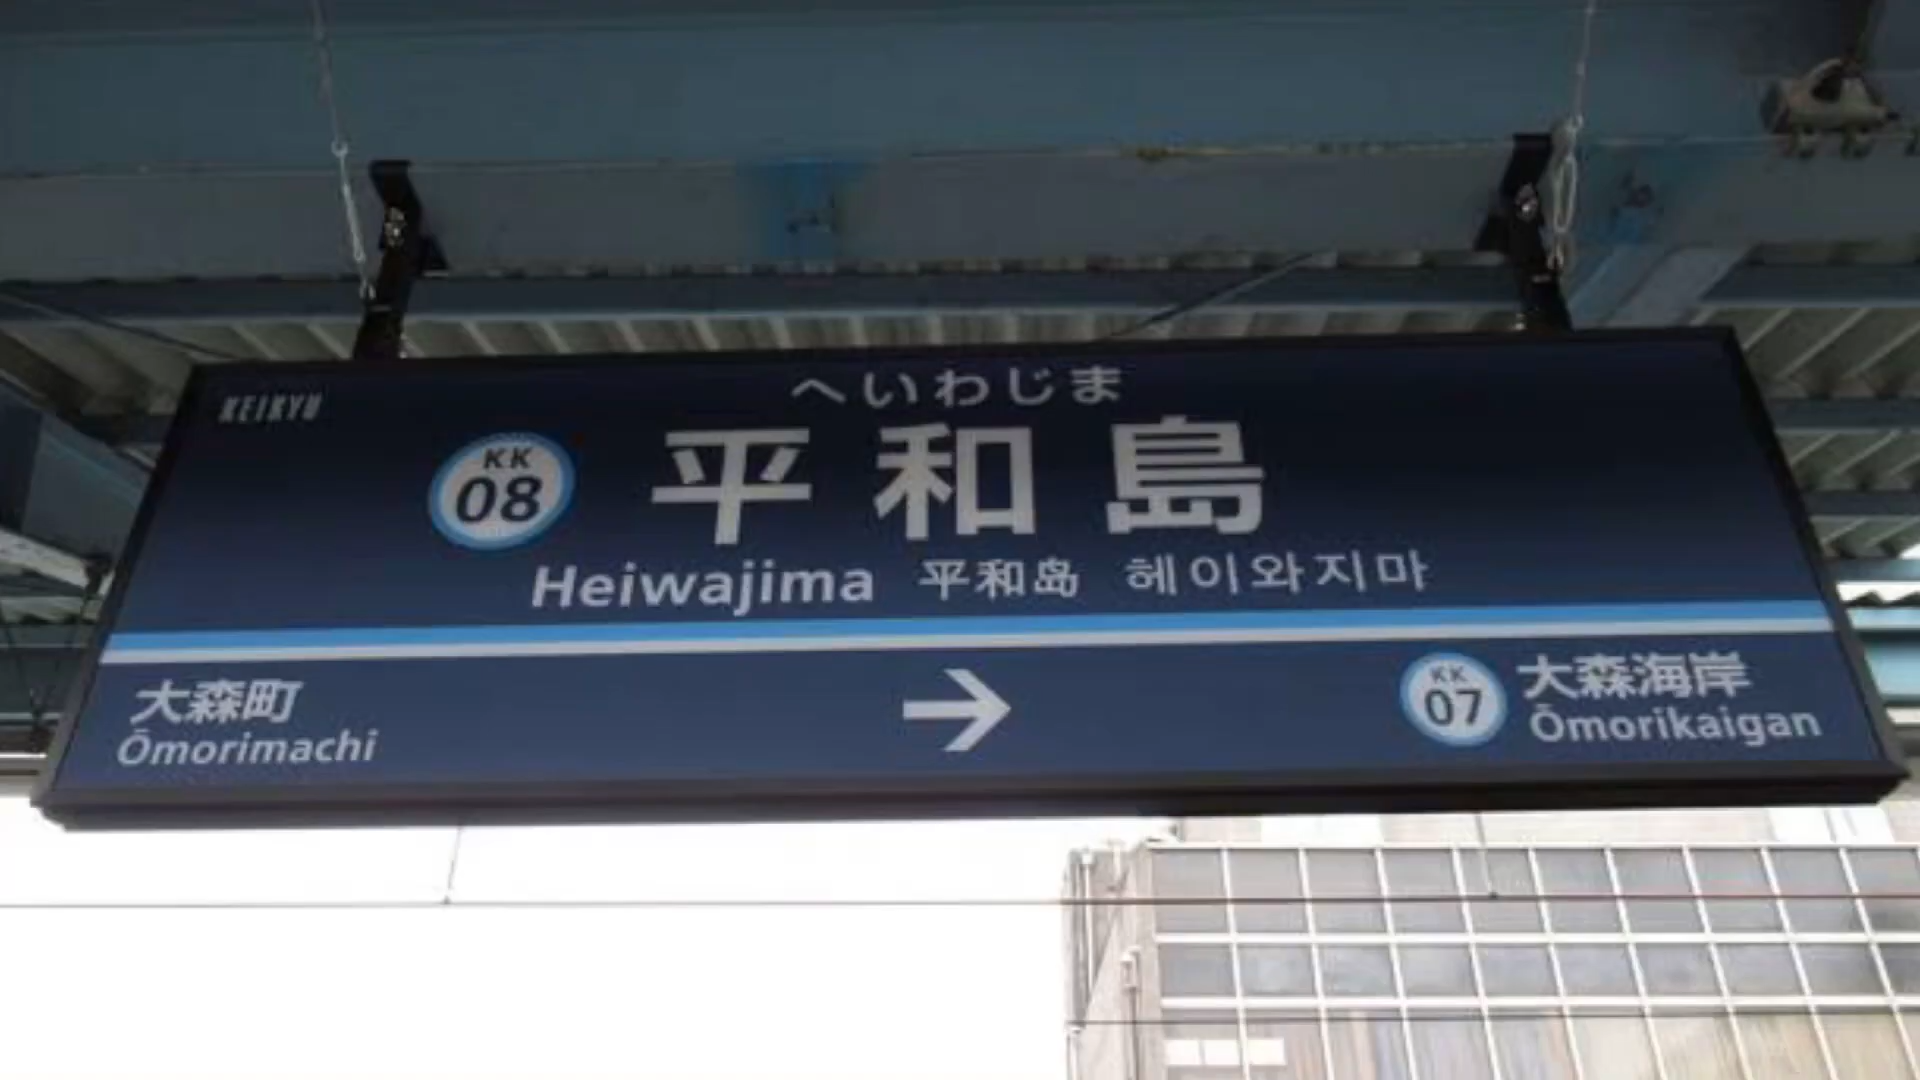 KEIKYU
へいわじま
KK
08
平和島
Heiwajima 平和岛 헤이와지마
大森町
Ōmorimachi
→
KK
07
大森海岸
Ōmorikaigan